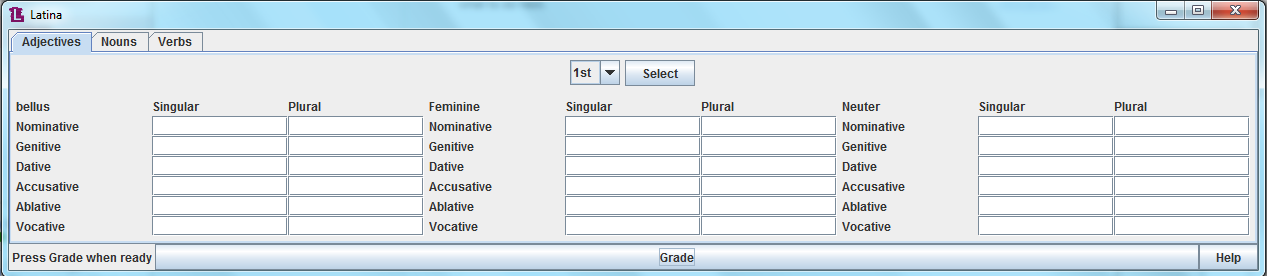 Latina
Adjectives Nouns Verbs
1st Select
bellus Singular Plural Feminine Singular Plural Neuter Singular Plural
Nominative Nominative Nominative
Genitive Genitive Genitive
Dative Dative Dative
Accusative Accusative Accusative
Ablative Ablative Ablative
Vocative Vocative Vocative
Press Grade when ready Grade Help